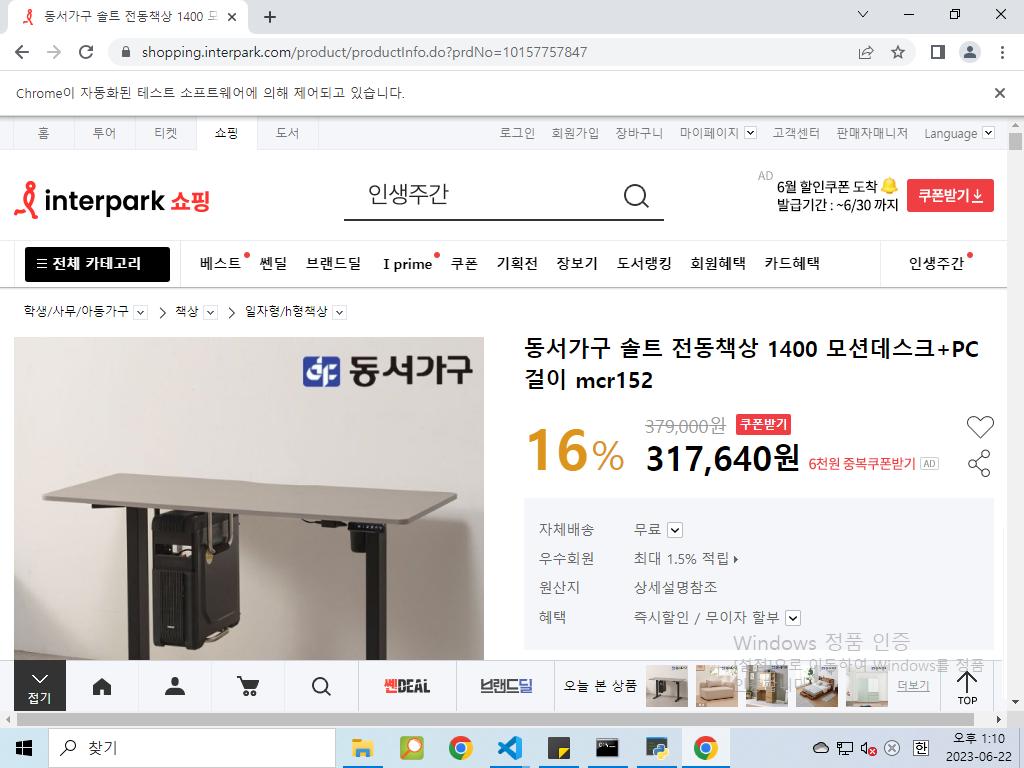 동서가구 솔트 전동책상 1400 모
shopping.interpark.com/product/productInfo.do?prdNo=10157757847
Chrome이 자동화된 테스트 소프트웨어에 의해 제어되고 있습니다.
홈 투어 티켓 쇼핑 도서 로그인 회원가입 장바구니 마이페이지 고객센터 판매자매니저 Language
interpark 쇼핑
인생주간
AD
6월 할인쿠폰 도착
발급기간 : ~6/30 까지
쿠폰받기
전체 카테고리 베스트 쎈딜 브랜드딜 I prime 쿠폰 기획전 장보기 도서랭킹 회원혜택 카드혜택 인생주간
학생/사무/아동가구 책상 일자형/h형책상
동서가구
동서가구 솔트 전동책상 1400 모션데스크+PC
걸이 mcr152
16%
379,000원 쿠폰받기
317,640원 6천원 중복쿠폰받기 AD
자체배송 무료
우수회원 최대 1.5% 적립
원산지 상세설명참조
혜택 즉시할인 / 무이자 할부
Windows 정품 인증
[설정]으로 이동하여 Windows를 정품
접기
쎈DEAL
브랜드딜
오늘 본 상품
더보기
TOP
찾기
한
오후 1:10
2023-06-22